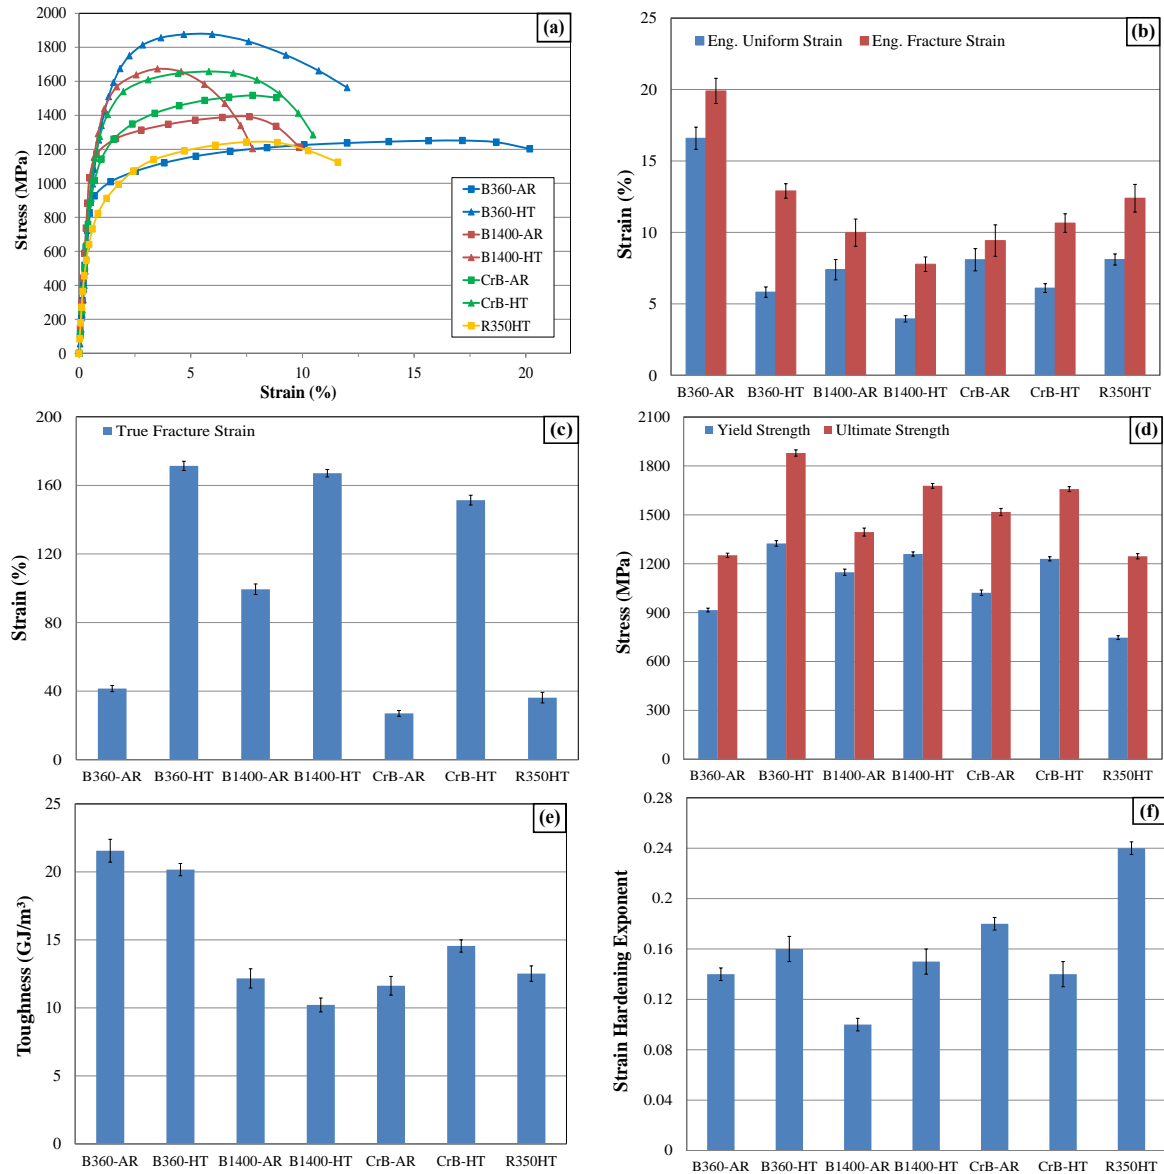 (a)
2000
1800
1600
1400
1200
1000
800
600
400
200
0
Stress (MPa)
B360-AR
B360-HT
B1400-AR
B1400-HT
CrB-AR
CrB-HT
R350HT
0 5 10 15 20
Strain (%)
(b)
Eng. Uniform Strain Eng. Fracture Strain
25
20
15
10
5
0
Strain (%)
B360-AR B360-HT B1400-AR B1400-HT CrB-AR CrB-HT R350HT
(c)
True Fracture Strain
200
160
120
80
40
0
Strain (%)
B360-AR B360-HT B1400-AR B1400-HT CrB-AR CrB-HT R350HT
(d)
Yield Strength Ultimate Strength
2100
1800
1500
1200
900
600
300
0
Stress (MPa)
B360-AR B360-HT B1400-AR B1400-HT CrB-AR CrB-HT R350HT
(e)
25
20
15
10
5
0
Toughness (GJ/m³)
B360-AR B360-HT B1400-AR B1400-HT CrB-AR CrB-HT R350HT
(f)
0.28
0.24
0.2
0.16
0.12
0.08
0.04
0
Strain Hardening Exponent
B360-AR B360-HT B1400-AR B1400-HT CrB-AR CrB-HT R350HT